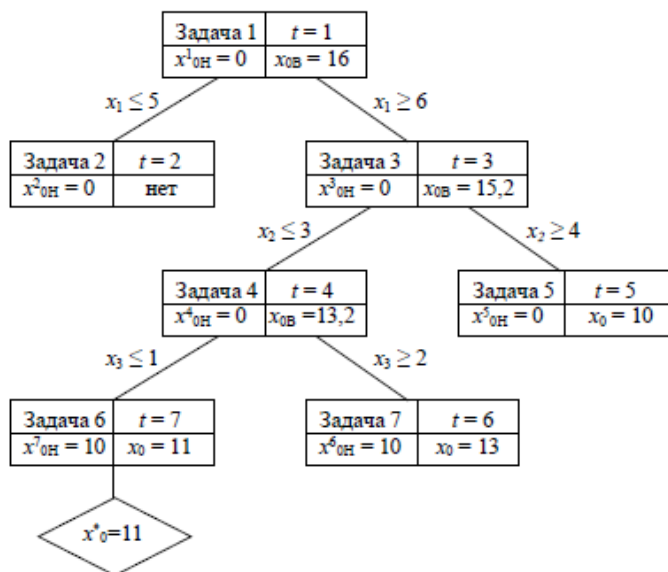 Задача 1 t = 1
x¹₀Н = 0 x₀В = 16
x₁ ≤ 5 x₁ ≥ 6
Задача 2 t = 2 Задача 3 t = 3
x²₀Н = 0 нет x³₀Н = 0 x₀В = 15,2
x₂ ≤ 3 x₂ ≥ 4
Задача 4 t = 4 Задача 5 t = 5
x⁴₀Н = 0 x₀В =13,2 x⁵₀Н = 0 x₀ = 10
x₃ ≤ 1 x₃ ≥ 2
Задача 6 t = 7 Задача 7 t = 6
x⁷₀Н = 10 x₀ = 11 x⁶₀Н = 10 x₀ = 13
x*₀=11